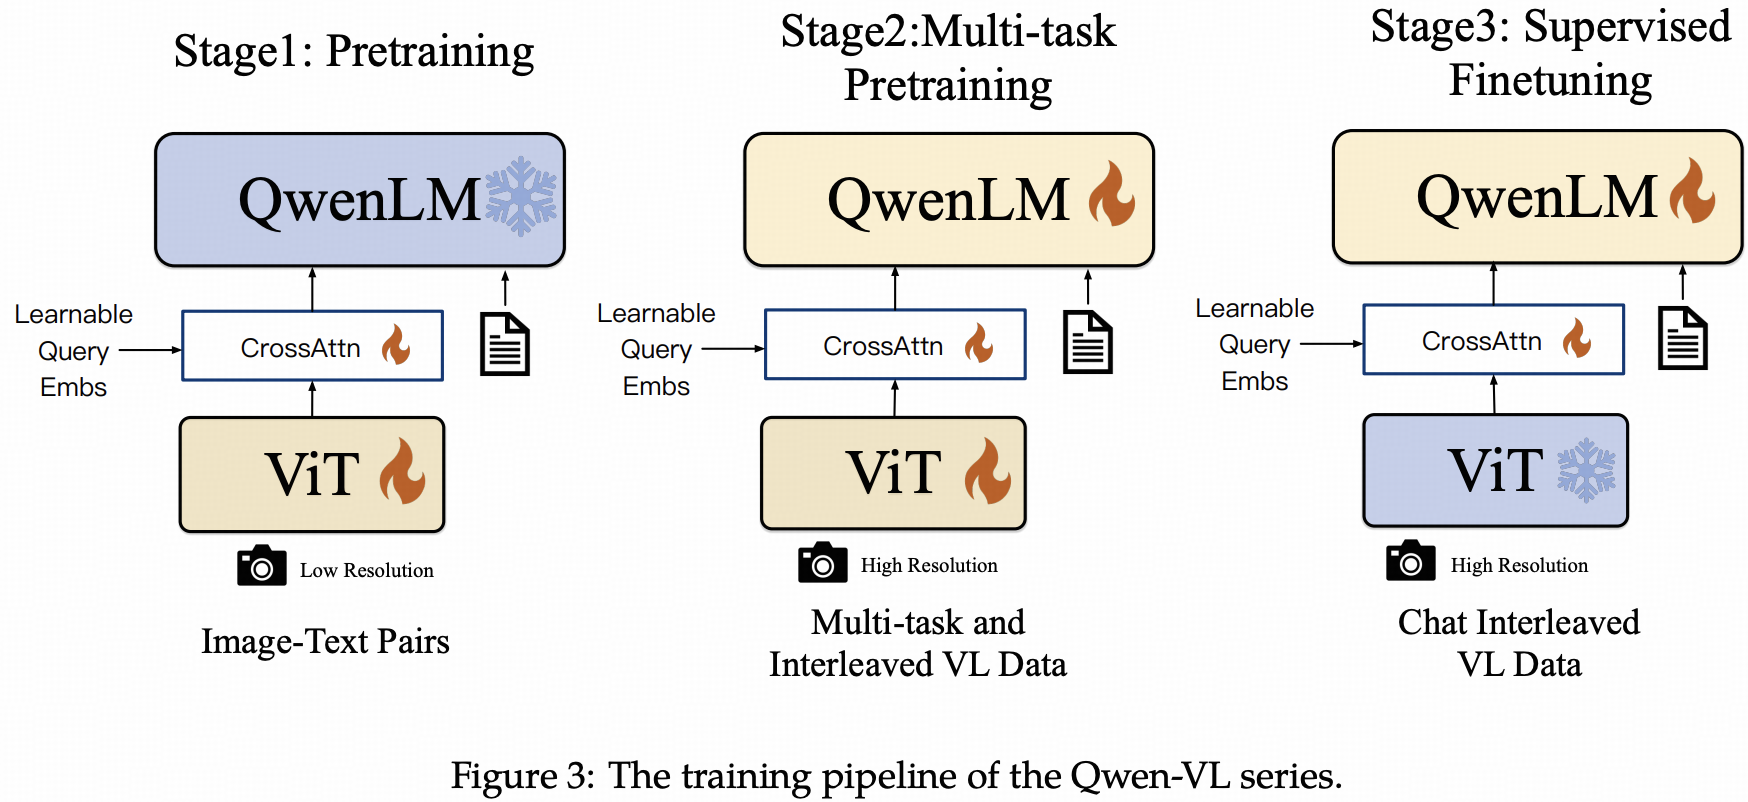 Stage1: Pretraining
QwenLM
Learnable
Query
Embs
CrossAttn
ViT
Low Resolution
Image-Text Pairs
Stage2:Multi-task
Pretraining
QwenLM
Learnable
Query
Embs
CrossAttn
ViT
High Resolution
Multi-task and
Interleaved VL Data
Stage3: Supervised
Finetuning
QwenLM
Learnable
Query
Embs
CrossAttn
ViT
High Resolution
Chat Interleaved
VL Data
Figure 3: The training pipeline of the Qwen-VL series.